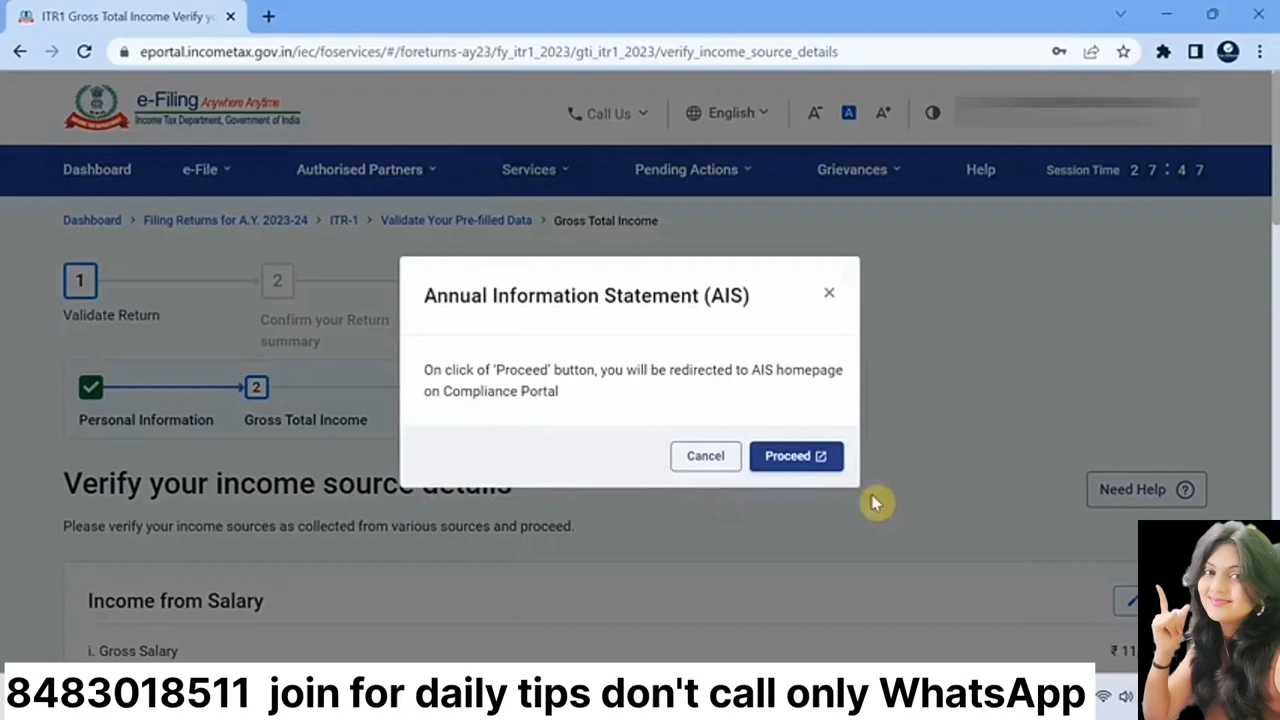 ITR1 Gross Total Income Verify yo
eportal.incometax.gov.in/iec/foservices/#/foreturns-ay23/fy_itr1_2023/gti_itr1_2023/verify_income_source_details
e-Filing Anywhere Anytime
Income Tax Department, Government of India
Call Us
English
A-
A
A+
Dashboard
e-File
Authorised Partners
Services
Pending Actions
Grievances
Help
Session Time 2 7 : 4 7
Dashboard > Filing Returns for A.Y. 2023-24 > ITR-1 > Validate Your Pre-filled Data > Gross Total Income
1
Validate Return
2
Confirm your Return
summary
Annual Information Statement (AIS)
On click of 'Proceed' button, you will be redirected to AIS homepage
on Compliance Portal
Cancel
Proceed
2
Personal Information
Gross Total Income
Verify your income source details
Need Help ?
Please verify your income sources as collected from various sources and proceed.
Income from Salary
i. Gross Salary
₹ 11
8483018511 join for daily tips don't call only WhatsApp